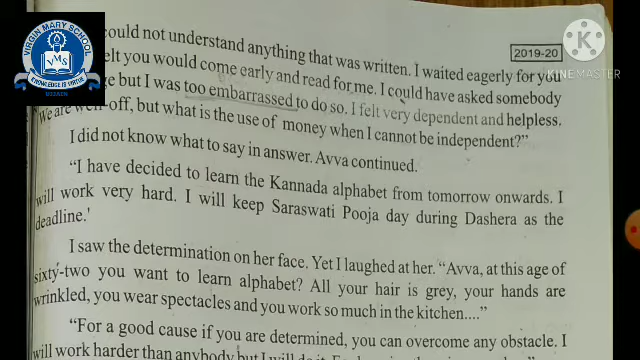 VIRGIN MARY SCHOOL
VMS
KNOWLEDGE IS VIRTUE
2019-20
KINEMASTER
could not understand anything that was written. I waited eagerly for you
felt you would come early and read for me. I could have asked somebody
but I was too embarrassed to do so. I felt very dependent and helpless.
We are well-off, but what is the use of money when I cannot be independent?"
I did not know what to say in answer. Avva continued.
"I have decided to learn the Kannada alphabet from tomorrow onwards. I
will work very hard. I will keep Saraswati Pooja day during Dashera as the
deadline.'
I saw the determination on her face. Yet I laughed at her. "Avva, at this age of
sixty-two you want to learn alphabet? All your hair is grey, your hands are
wrinkled, you wear spectacles and you work so much in the kitchen...."
"For a good cause if you are determined, you can overcome any obstacle. I
will work harder than anybody but I will do it.